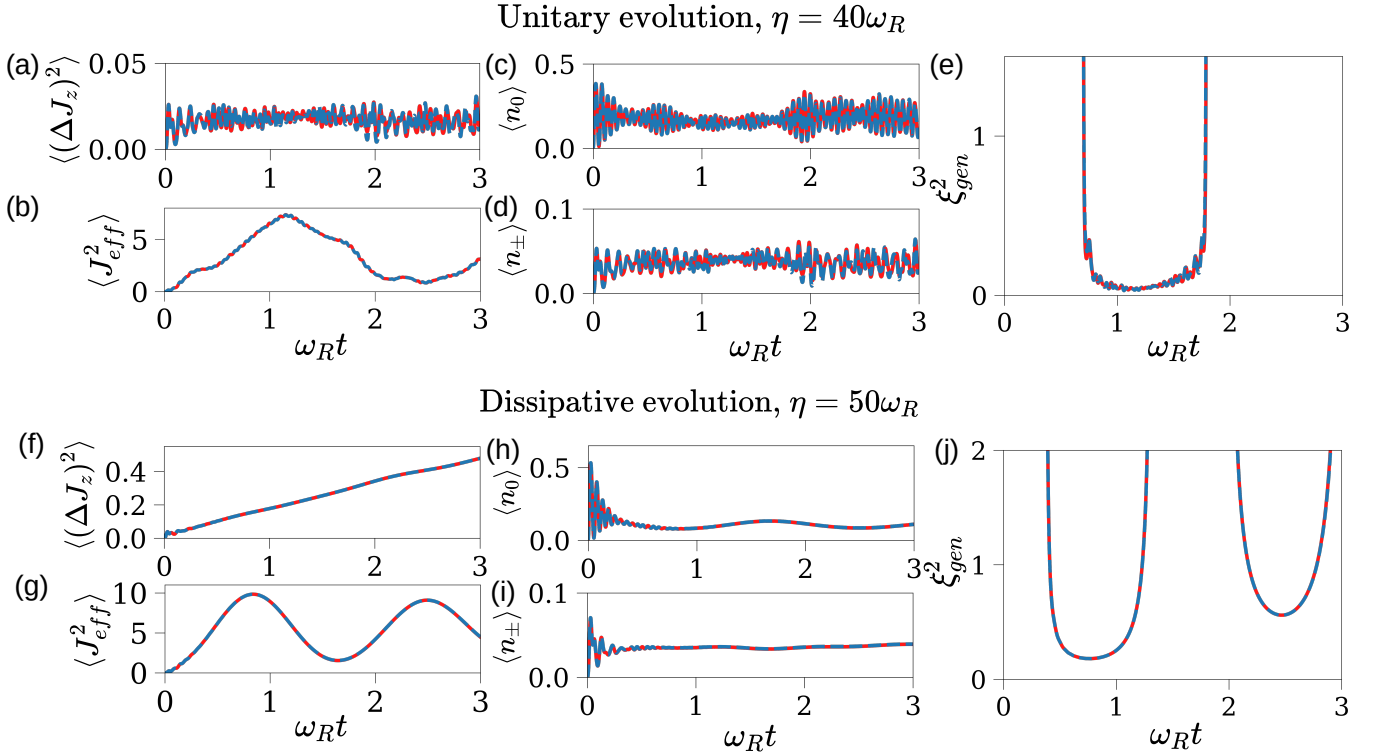 Unitary evolution, η = 40ω_R
(a)
⟨(ΔJ_z)²⟩
0.05
0.00
0 1 2 3
(c)
⟨n₀⟩
0.5
0.0
0 1 2 3
(e)
ξ²_gen
1
0
0 1 2 3
ω_R t
(b)
⟨J²_eff⟩
5
0
0 1 2 3
ω_R t
(d)
⟨n_±⟩
0.1
0.0
0 1 2 3
ω_R t
Dissipative evolution, η = 50ω_R
(f)
⟨(ΔJ_z)²⟩
0.4
0.2
0.0
0 1 2 3
(h)
⟨n₀⟩
0.5
0.0
0 1 2 3
(j)
ξ²_gen
2
1
0
0 1 2 3
ω_R t
(g)
⟨J²_eff⟩
10
5
0
0 1 2 3
ω_R t
(i)
⟨n_±⟩
0.1
0.0
0 1 2 3
ω_R t